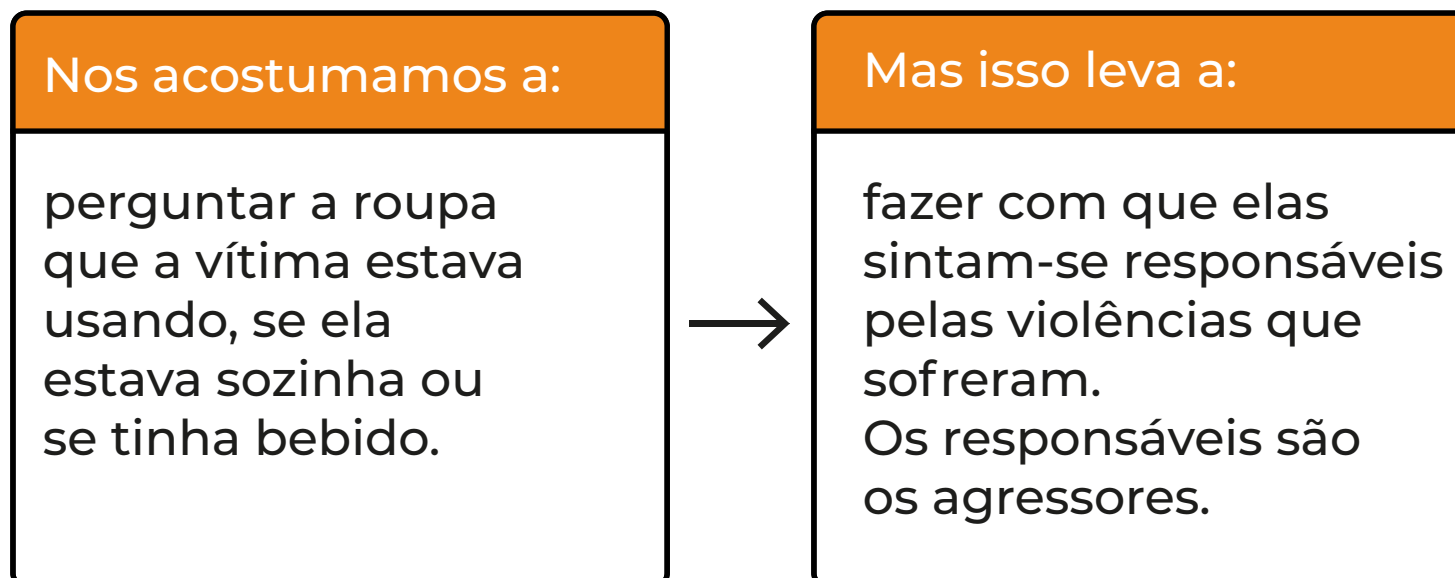 Nos acostumamos a:
perguntar a roupa
que a vítima estava
usando, se ela
estava sozinha ou
se tinha bebido.
Mas isso leva a:
fazer com que elas
sintam-se responsáveis
pelas violências que
sofreram.
Os responsáveis são
os agressores.